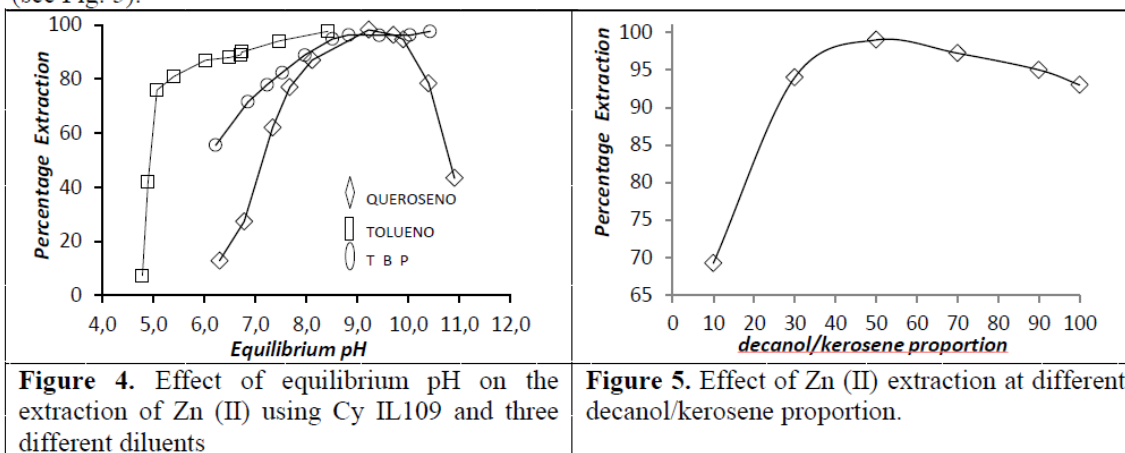 (see Fig. 5).
100
80
60
40
20
0
Percentage Extraction
QUEROSENO
TOLUENO
T B P
4,0 5,0 6,0 7,0 8,0 9,0 10,0 11,0 12,0
Equilibrium pH
100
95
90
85
80
75
70
65
Percentage Extraction
0 10 20 30 40 50 60 70 80 90 100
decanol/kerosene proportion
Figure 4. Effect of equilibrium pH on the
extraction of Zn (II) using Cy IL109 and three
different diluents
Figure 5. Effect of Zn (II) extraction at different
decanol/kerosene proportion.